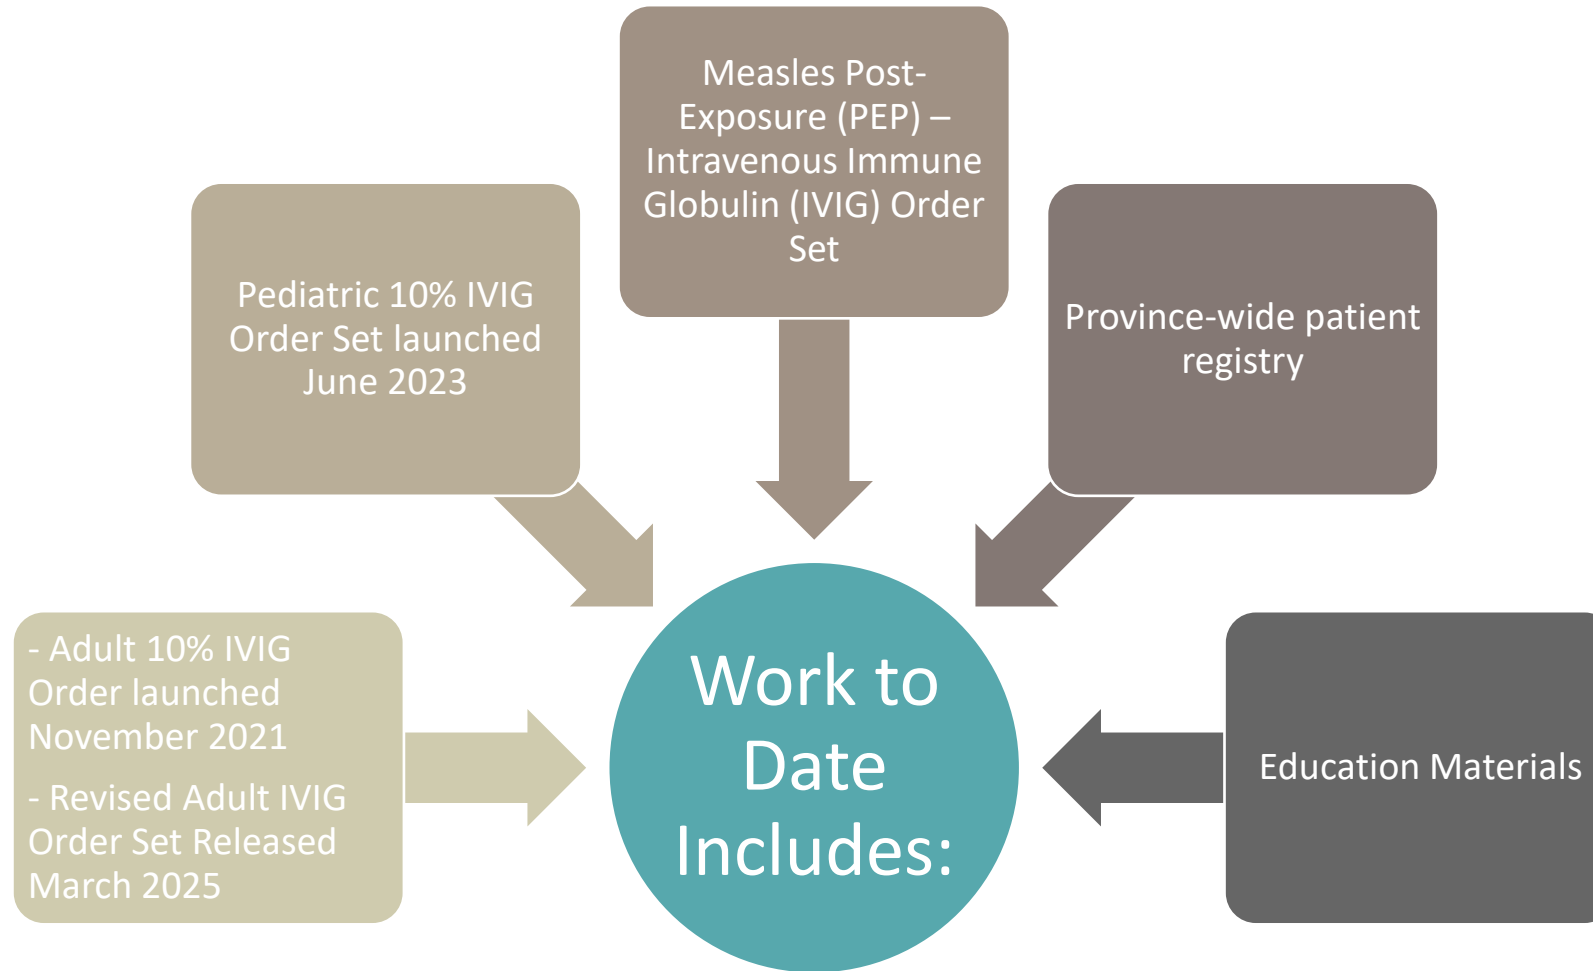 Measles Post-
Exposure (PEP) –
Intravenous Immune
Globulin (IVIG) Order
Set
Pediatric 10% IVIG
Order Set launched
June 2023
Province-wide patient
registry
- Adult 10% IVIG
Order launched
November 2021
- Revised Adult IVIG
Order Set Released
March 2025
Work to
Date
Includes:
Education Materials